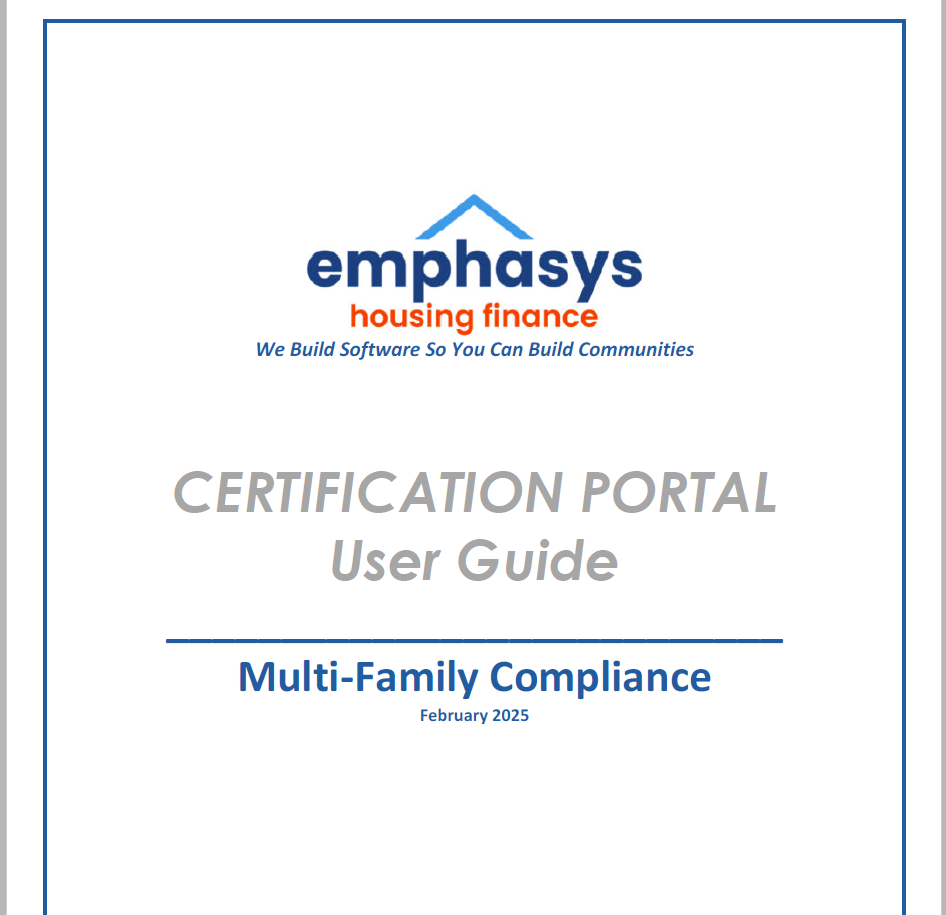 emphasys
housing finance
We Build Software So You Can Build Communities
CERTIFICATION PORTAL
User Guide
Multi-Family Compliance
February 2025